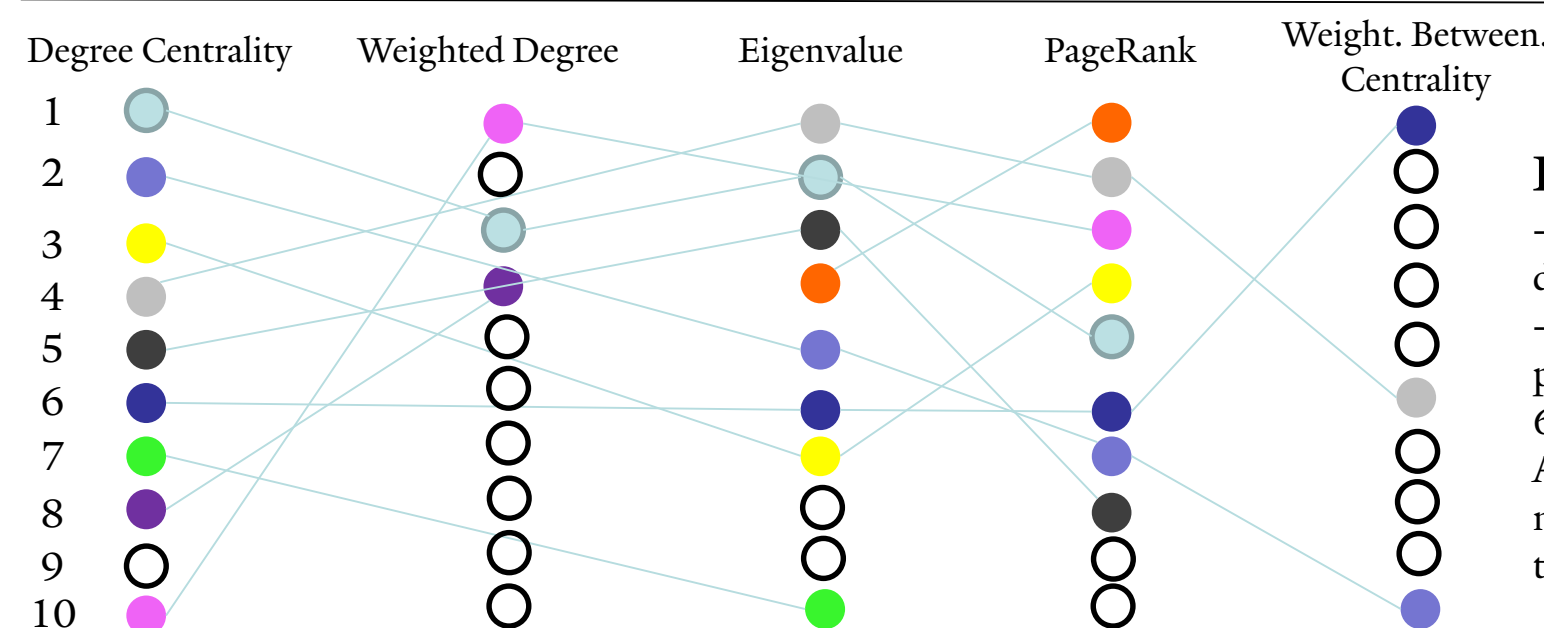 Degree Centrality
Weighted Degree
Eigenvalue
PageRank
Weight. Between.
Centrality
1
2
3
4
5
6
7
8
9
10